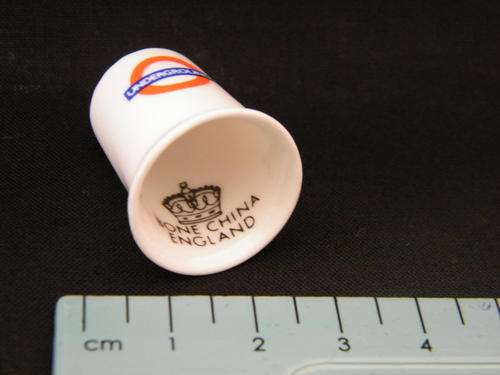 UNDERGROUND
BONE CHINA
ENGLAND
cm 1 2 3 4